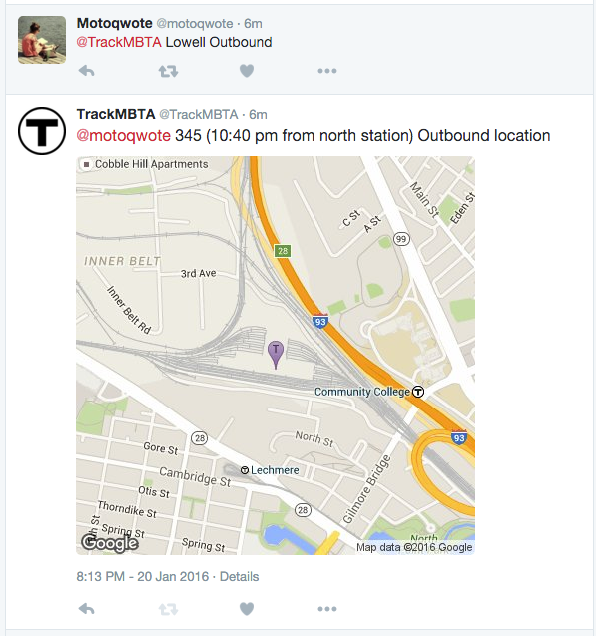 Motoqwote @motoqwote · 6m
@TrackMBTA Lowell Outbound
T
TrackMBTA @TrackMBTA · 6m
@motoqwote 345 (10:40 pm from north station) Outbound location
Cobble Hill Apartments
Main St
Eden St
C St
A St
99
28
INNER BELT
3rd Ave
Inner Belt Rd
93
T
Community College T
93
28
North St
Gore St
T Lechmere
Cambridge St
Gilmore Bridge
Otis St
Thorndike St
28
th St
Spring St
Spring St
North
Google
Map data ©2016 Google
8:13 PM - 20 Jan 2016 · Details